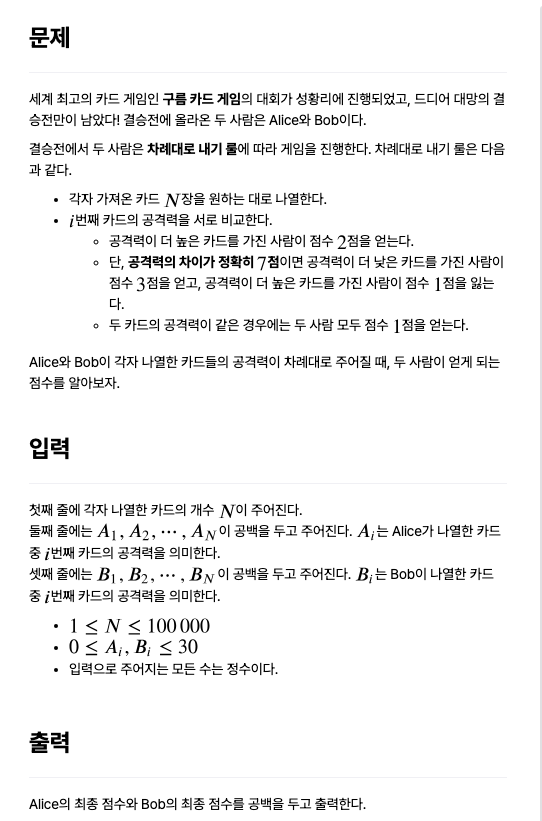 문제
세계 최고의 카드 게임인 구름 카드 게임의 대회가 성황리에 진행되었고, 드디어 대망의 결
승전만이 남았다! 결승전에 올라온 두 사람은 Alice와 Bob이다.
결승전에서 두 사람은 차례대로 내기 룰에 따라 게임을 진행한다. 차례대로 내기 룰은 다음
과 같다.
• 각자 가져온 카드 N장을 원하는 대로 나열한다.
• i번째 카드의 공격력을 서로 비교한다.
◦ 공격력이 더 높은 카드를 가진 사람이 점수 2점을 얻는다.
◦ 단, 공격력의 차이가 정확히 7점이면 공격력이 더 낮은 카드를 가진 사람이
점수 3점을 얻고, 공격력이 더 높은 카드를 가진 사람이 점수 1점을 잃는
다.
◦ 두 카드의 공격력이 같은 경우에는 두 사람 모두 점수 1점을 얻는다.
Alice와 Bob이 각자 나열한 카드들의 공격력이 차례대로 주어질 때, 두 사람이 얻게 되는
점수를 알아보자.
입력
첫째 줄에 각자 나열한 카드의 개수 N이 주어진다.
둘째 줄에는 A₁, A₂, ⋯ , A_N 이 공백을 두고 주어진다. A_i는 Alice가 나열한 카드
중 i번째 카드의 공격력을 의미한다.
셋째 줄에는 B₁, B₂, ⋯ , B_N 이 공백을 두고 주어진다. B_i는 Bob이 나열한 카드
중 i번째 카드의 공격력을 의미한다.
• 1 ≤ N ≤ 100 000
• 0 ≤ A_i, B_i ≤ 30
• 입력으로 주어지는 모든 수는 정수이다.
출력
Alice의 최종 점수와 Bob의 최종 점수를 공백을 두고 출력한다.